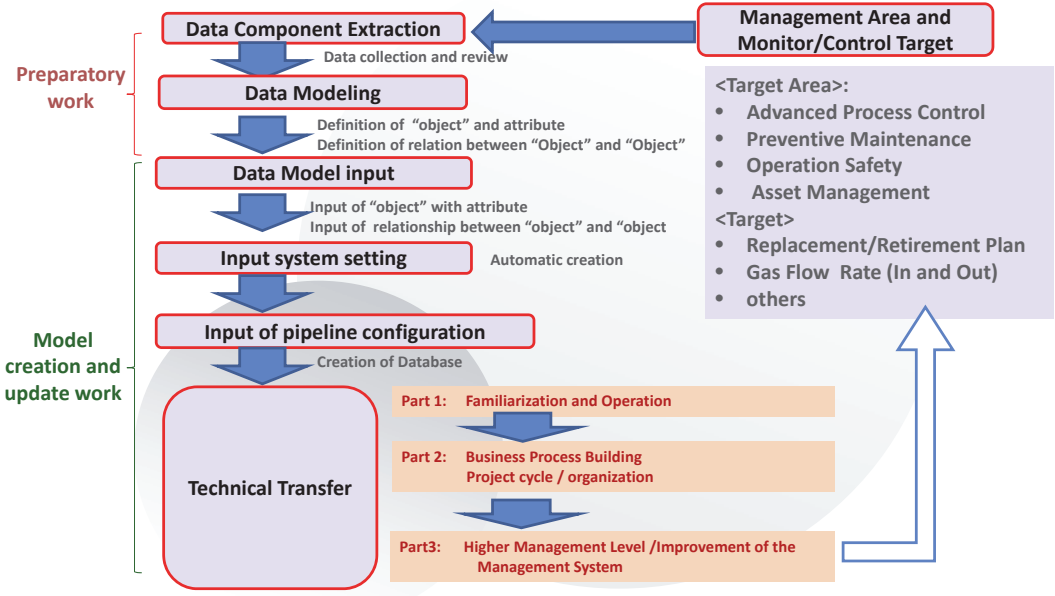 Data Component Extraction
Management Area and
Monitor/Control Target
Data collection and review
Preparatory
work
Data Modeling
Definition of “object” and attribute
Definition of relation between “Object” and “Object”
<Target Area>:
• Advanced Process Control
• Preventive Maintenance
• Operation Safety
• Asset Management
<Target>
• Replacement/Retirement Plan
• Gas Flow Rate (In and Out)
• others
Data Model input
Input of “object” with attribute
Input of relationship between “object” and “object
Input system setting
Automatic creation
Input of pipeline configuration
Creation of Database
Model
creation and
update work
Technical Transfer
Part 1: Familiarization and Operation
Part 2: Business Process Building
Project cycle / organization
Part3: Higher Management Level /Improvement of the
Management System